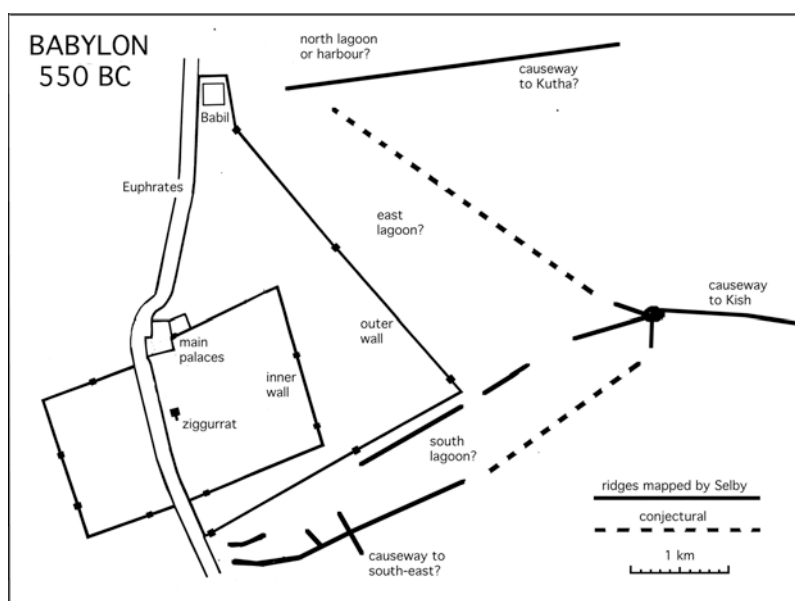 BABYLON
550 BC
north lagoon
or harbour?
causeway
to Kutha?
Babil
Euphrates
east
lagoon?
causeway
to Kish
outer
wall
main
palaces
inner
wall
ziggurrat
south
lagoon?
ridges mapped by Selby
conjectural
causeway to
south-east?
1 km